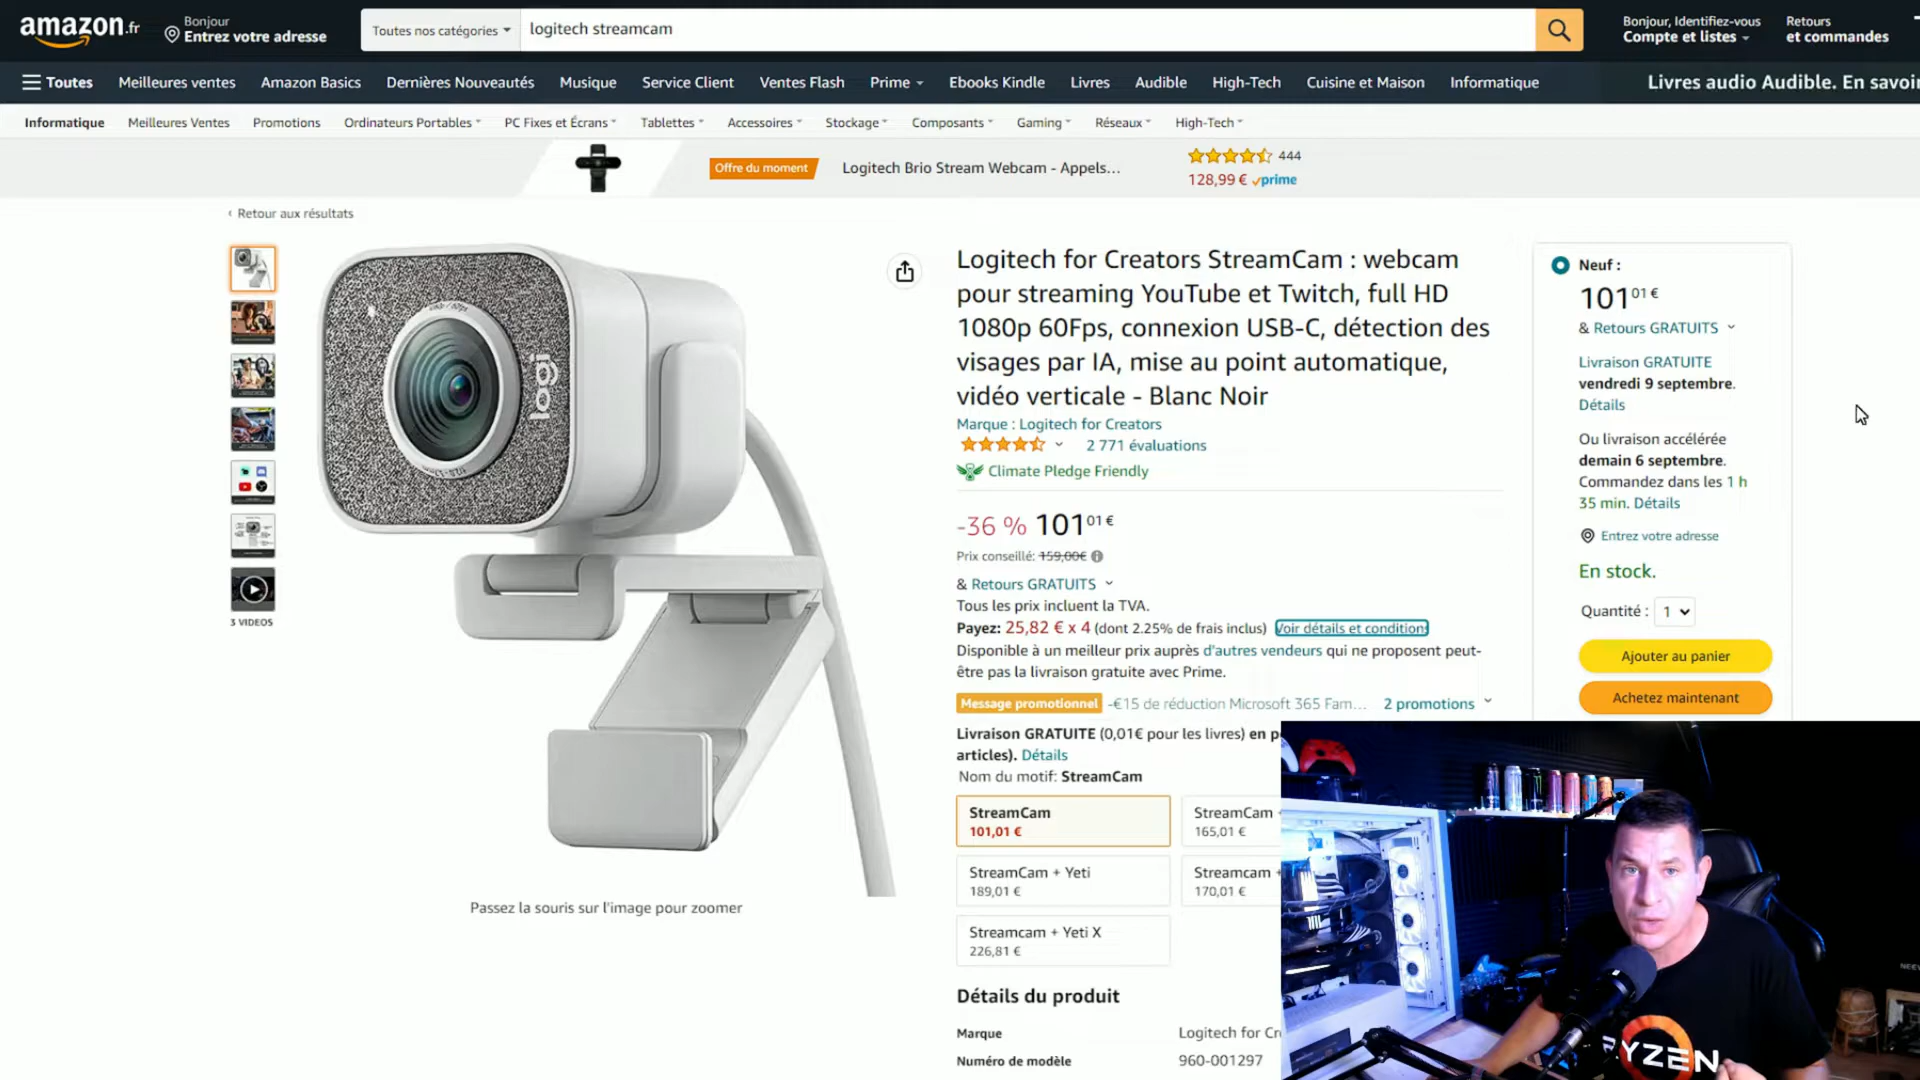 amazon.fr
Bonjour
Entrez votre adresse
Toutes nos catégories
logitech streamcam
Bonjour, Identifiez-vous
Compte et listes
Retours
et commandes
Toutes
Meilleures ventes
Amazon Basics
Dernières Nouveautés
Musique
Service Client
Ventes Flash
Prime
Ebooks Kindle
Livres
Audible
High-Tech
Cuisine et Maison
Informatique
Livres audio Audible. En savoi
Informatique
Meilleures Ventes
Promotions
Ordinateurs Portables
PC Fixes et Écrans
Tablettes
Accessoires
Stockage
Composants
Gaming
Réseaux
High-Tech
Offre du moment
Logitech Brio Stream Webcam - Appels...
444
128,99 € prime
‹ Retour aux résultats
3 VIDEOS
logi
Passez la souris sur l'image pour zoomer
Logitech for Creators StreamCam : webcam
pour streaming YouTube et Twitch, full HD
1080p 60Fps, connexion USB-C, détection des
visages par IA, mise au point automatique,
vidéo verticale - Blanc Noir
Marque : Logitech for Creators
2 771 évaluations
Climate Pledge Friendly
-36 % 101,01 €
Prix conseillé: 159,00€
& Retours GRATUITS
Tous les prix incluent la TVA.
Payez: 25,82 € x 4 (dont 2.25% de frais inclus) Voir détails et conditions
Disponible à un meilleur prix auprès d'autres vendeurs qui ne proposent peut-
être pas la livraison gratuite avec Prime.
Message promotionnel -€15 de réduction Microsoft 365 Fam... 2 promotions
Livraison GRATUITE (0,01€ pour les livres) en p
articles). Détails
Nom du motif: StreamCam
StreamCam
101,01 €
StreamCam
165,01 €
StreamCam + Yeti
189,01 €
Streamcam +
170,01 €
Streamcam + Yeti X
226,81 €
Détails du produit
Marque
Logitech for Cr
Numéro de modèle
960-001297
Neuf :
101,01 €
& Retours GRATUITS
Livraison GRATUITE
vendredi 9 septembre.
Détails
Ou livraison accélérée
demain 6 septembre.
Commandez dans les 1 h
35 min. Détails
Entrez votre adresse
En stock.
Quantité : 1
Ajouter au panier
Achetez maintenant
RYZEN